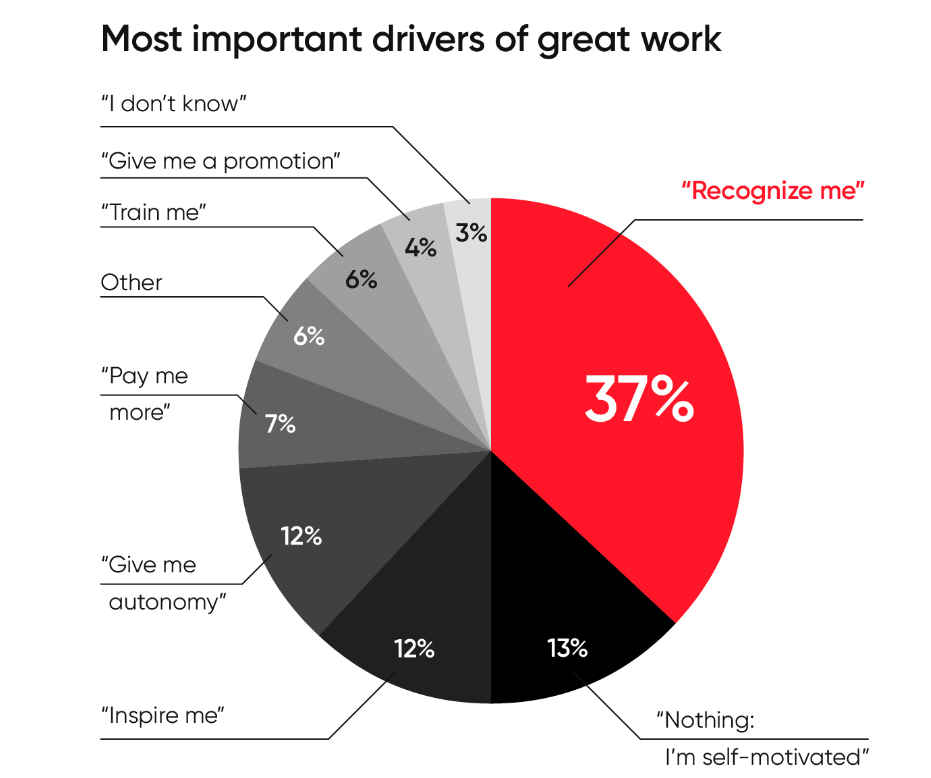 Most important drivers of great work
“I don’t know”
“Give me a promotion”
“Recognize me”
“Train me”
3%
4%
6%
Other
6%
“Pay me
more”
37%
7%
12%
“Give me
autonomy”
12%
13%
“Inspire me”
“Nothing:
I’m self-motivated”